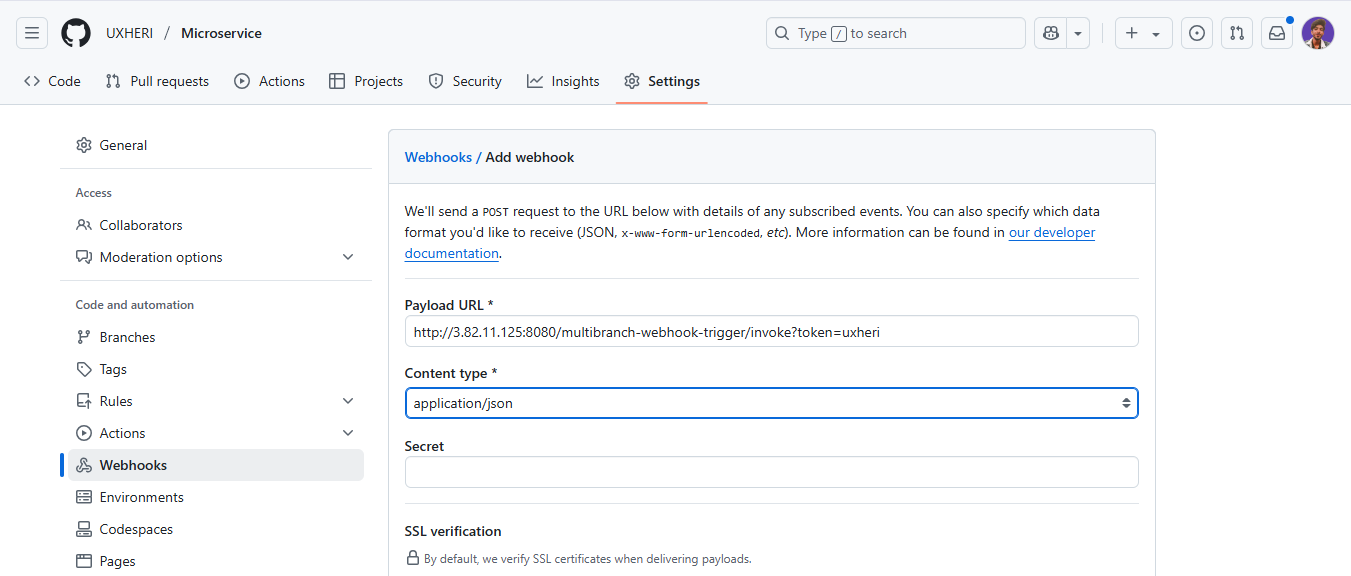 UXHERI / Microservice
Type / to search
Code Pull requests Actions Projects Security Insights Settings
General
Access
Collaborators
Moderation options
Code and automation
Branches
Tags
Rules
Actions
Webhooks
Environments
Codespaces
Pages
Webhooks / Add webhook
We'll send a POST request to the URL below with details of any subscribed events. You can also specify which data
format you'd like to receive (JSON, x-www-form-urlencoded, etc). More information can be found in our developer
documentation.
Payload URL *
http://3.82.11.125:8080/multibranch-webhook-trigger/invoke?token=uxheri
Content type *
application/json
Secret
SSL verification
By default, we verify SSL certificates when delivering payloads.